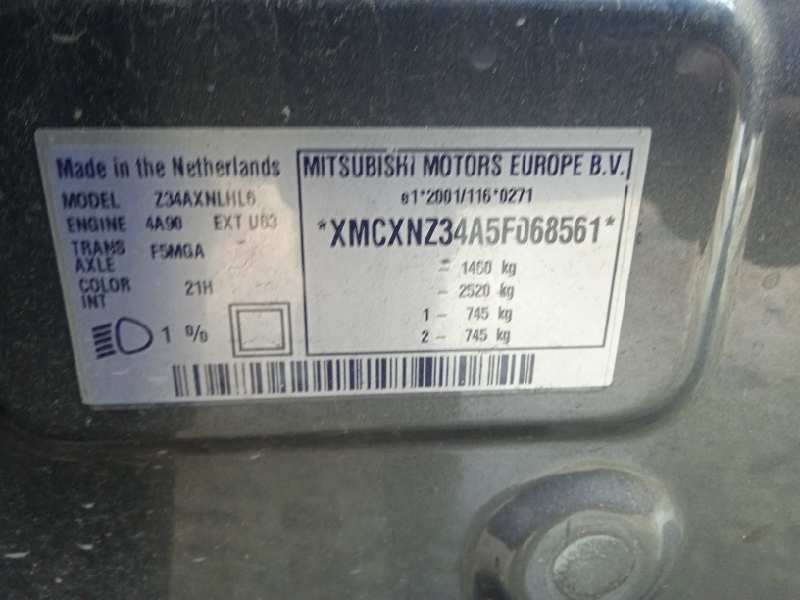 Made in the Netherlands
MODEL Z34AXNLHL6
ENGINE 4A90 EXT U63
TRANS AXLE F5MGA
COLOR INT 21H
1 %
MITSUBISHI MOTORS EUROPE B.V.
e1*2001/116*0271
*XMCXNZ34A5F068561*
– 1460 kg
– 2520 kg
1 – 745 kg
2 – 745 kg